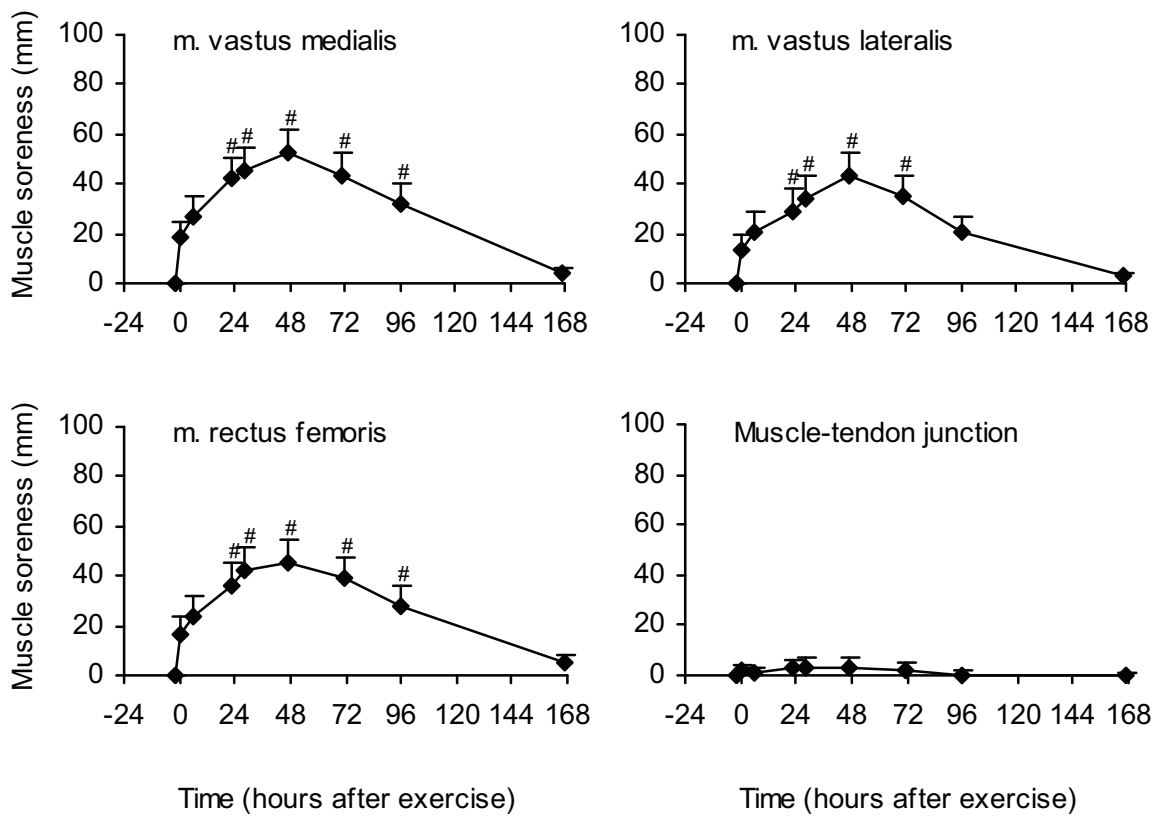 m. vastus medialis
Muscle soreness (mm)
100
80
60
40
20
0
# # # # #
-24 0 24 48 72 96 120 144 168
m. vastus lateralis
100
80
60
40
20
0
# # # #
-24 0 24 48 72 96 120 144 168
m. rectus femoris
Muscle soreness (mm)
100
80
60
40
20
0
# # # # #
-24 0 24 48 72 96 120 144 168
Time (hours after exercise)
Muscle-tendon junction
100
80
60
40
20
0
-24 0 24 48 72 96 120 144 168
Time (hours after exercise)